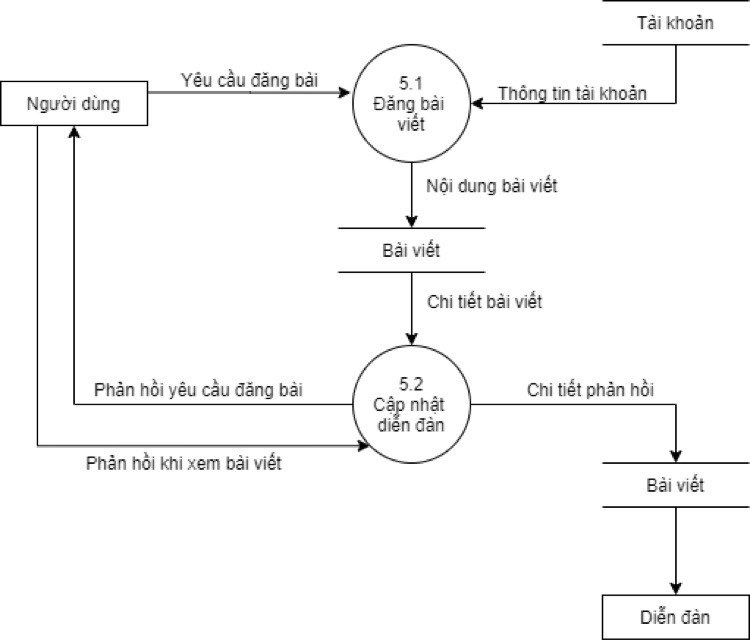 Tài khoản
Yêu cầu đăng bài
5.1
Đăng bài
viết
Thông tin tài khoản
Người dùng
Nội dung bài viết
Bài viết
Chi tiết bài viết
Phản hồi yêu cầu đăng bài
5.2
Cập nhật
diễn đàn
Chi tiết phản hồi
Phản hồi khi xem bài viết
Bài viết
Diễn đàn